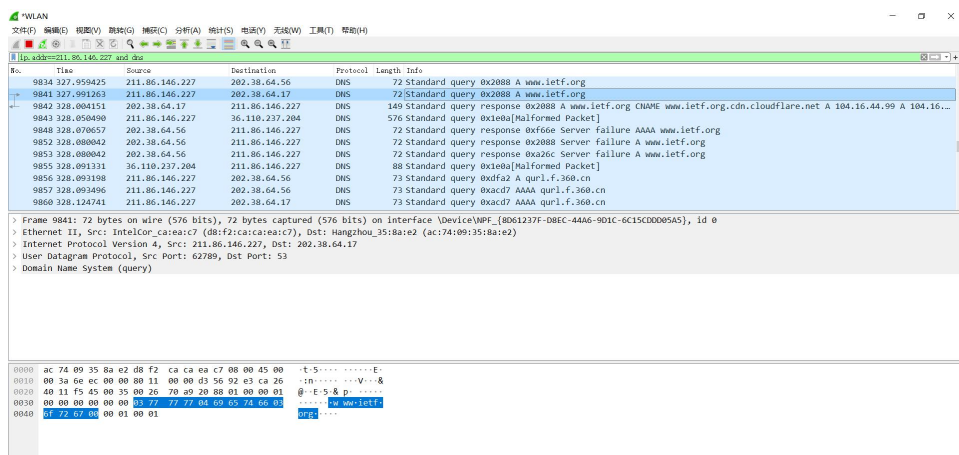 *WLAN
文件(F) 编辑(E) 视图(V) 跳转(G) 捕获(C) 分析(A) 统计(S) 电话(Y) 无线(W) 工具(T) 帮助(H)
ip.addr==211.86.146.227 and dns
No. Time Source Destination Protocol Length Info
9834 327.959425 211.86.146.227 202.38.64.56 DNS 72 Standard query 0x2088 A www.ietf.org
9841 327.991263 211.86.146.227 202.38.64.17 DNS 72 Standard query 0x2088 A www.ietf.org
9842 328.004151 202.38.64.17 211.86.146.227 DNS 149 Standard query response 0x2088 A www.ietf.org CNAME www.ietf.org.cdn.cloudflare.net A 104.16.44.99 A 104.16.…
9843 328.050490 211.86.146.227 36.110.237.204 DNS 576 Standard query 0x1e0a[Malformed Packet]
9848 328.070657 202.38.64.56 211.86.146.227 DNS 72 Standard query response 0xf66e Server failure AAAA www.ietf.org
9852 328.080042 202.38.64.56 211.86.146.227 DNS 72 Standard query response 0x2088 Server failure A www.ietf.org
9853 328.080042 202.38.64.56 211.86.146.227 DNS 72 Standard query response 0xa26c Server failure A www.ietf.org
9855 328.091331 36.110.237.204 211.86.146.227 DNS 88 Standard query 0x1e0a[Malformed Packet]
9856 328.093198 211.86.146.227 202.38.64.56 DNS 73 Standard query 0xdfa2 A qurl.f.360.cn
9857 328.093496 211.86.146.227 202.38.64.56 DNS 73 Standard query 0xacd7 AAAA qurl.f.360.cn
9860 328.124741 211.86.146.227 202.38.64.17 DNS 73 Standard query 0xacd7 AAAA qurl.f.360.cn
> Frame 9841: 72 bytes on wire (576 bits), 72 bytes captured (576 bits) on interface \Device\NPF_{8D61237F-D8EC-44A6-9D1C-6C15CDDD05A5}, id 0
> Ethernet II, Src: IntelCor_ca:ea:c7 (d8:f2:ca:ca:ea:c7), Dst: Hangzhou_35:8a:e2 (ac:74:09:35:8a:e2)
> Internet Protocol Version 4, Src: 211.86.146.227, Dst: 202.38.64.17
> User Datagram Protocol, Src Port: 62789, Dst Port: 53
> Domain Name System (query)
0000 ac 74 09 35 8a e2 d8 f2 ca ca ea c7 08 00 45 00 ·t·5···· ······E·
0010 00 3a 6e ec 00 00 80 11 00 00 d3 56 92 e3 ca 26 ·:n····· ···V···&
0020 40 11 f5 45 00 35 00 26 70 a9 20 88 01 00 00 01 @··E·5·& p· ·····
0030 00 00 00 00 00 00 03 77 77 77 04 69 65 74 66 03 ·······w ww·ietf·
0040 6f 72 67 00 00 01 00 01 org·····